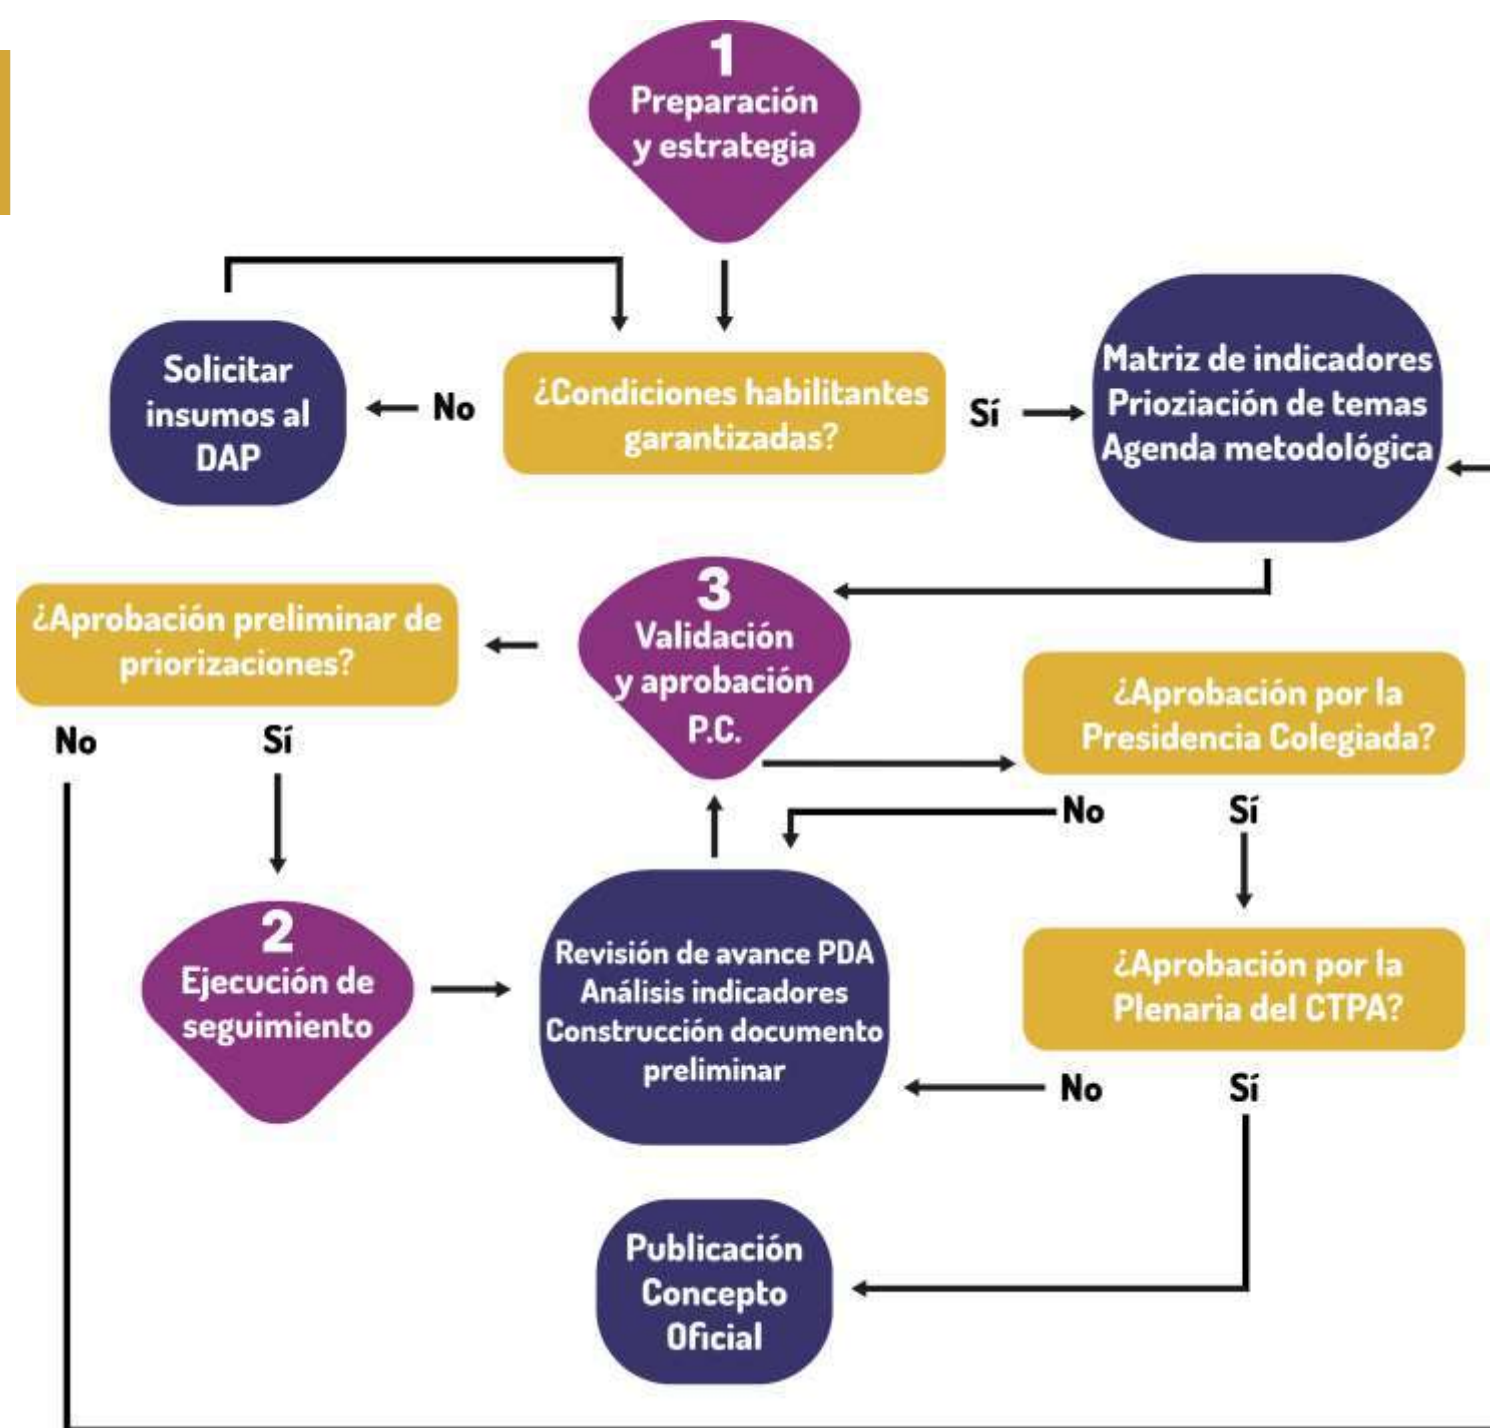 1
Preparación
y estrategia
Solicitar
insumos al
DAP
No
¿Condiciones habilitantes
garantizadas?
Sí
Matriz de indicadores
Prioziación de temas
Agenda metodológica
¿Aprobación preliminar de
priorizaciones?
No
Sí
3
Validación
y aprobación
P.C.
¿Aprobación por la
Presidencia Colegiada?
No
Sí
2
Ejecución de
seguimiento
Revisión de avance PDA
Análisis indicadores
Construcción documento
preliminar
¿Aprobación por la
Plenaria del CTPA?
No
Sí
Publicación
Concepto
Oficial